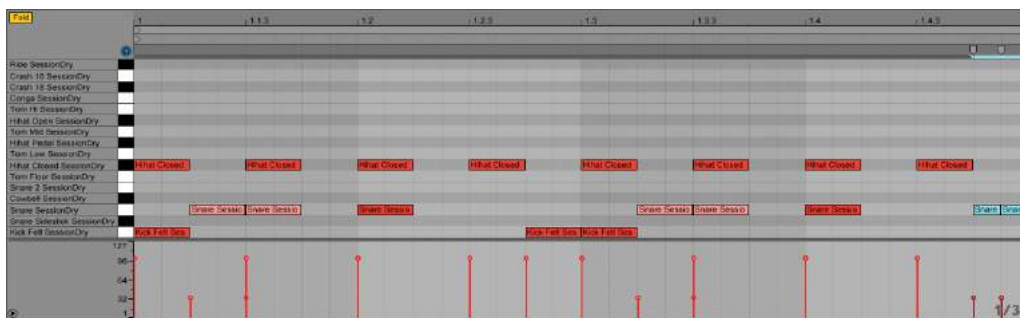 Fold
1 1.1.3 1.2 1.2.3 1.3 1.3.3 1.4 1.4.3
Ride SessionDry
Crash 16 SessionDry
Crash 18 SessionDry
Conga SessionDry
Tom Hi SessionDry
Hihat Open SessionDry
Tom Mid SessionDry
Hihat Pedal SessionDry
Tom Low SessionDry
Hihat Closed SessionDry Hihat Closed Hihat Closed Hihat Closed Hihat Closed Hihat Closed Hihat Closed Hihat Closed Hihat Closed
Tom Floor SessionDry
Snare 2 SessionDry
Cowbell SessionDry
Snare SessionDry Snare Sessio Snare Sessio Snare Sessio Snare Sessio Snare Sessio Snare Sessio Snare Snar
Snare Sidestick SessionDry
Kick Felt SessionDry Kick Felt Ses Kick Felt Ses Kick Felt Ses
127
96
64
32
1
1/3